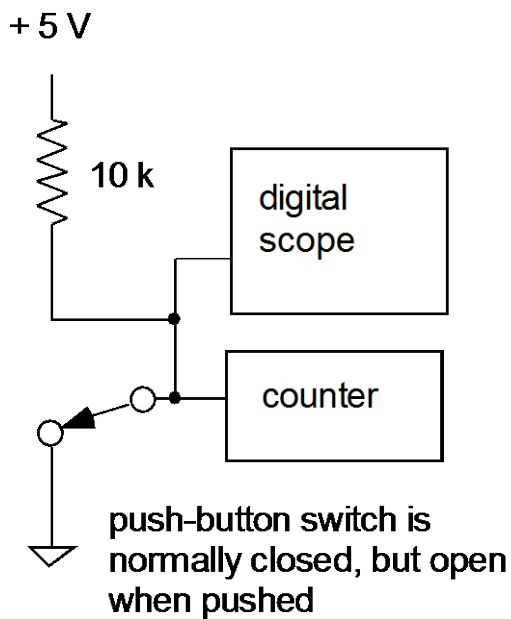 + 5 V
10 k
digital
scope
counter
push-button switch is
normally closed, but open
when pushed